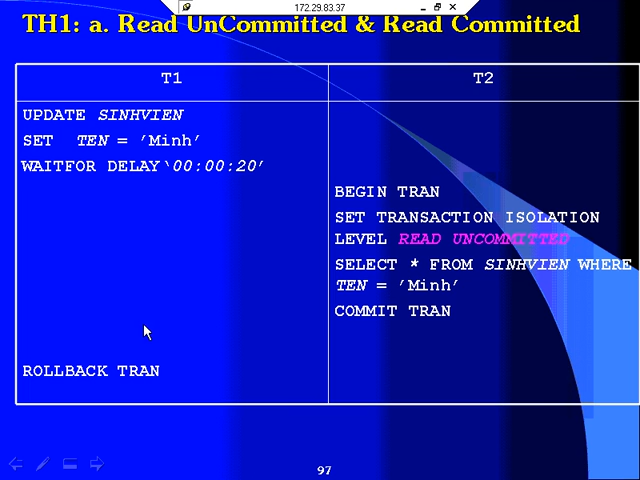 172.29.83.37
TH1: a. Read UnCommitted & Read Committed
T1
T2
UPDATE SINHVIEN
SET TEN = ’Minh’
WAITFOR DELAY‘00:00:20’
BEGIN TRAN
SET TRANSACTION ISOLATION
LEVEL READ UNCOMMITTED
SELECT * FROM SINHVIEN WHERE
TEN = ’Minh’
COMMIT TRAN
ROLLBACK TRAN
97